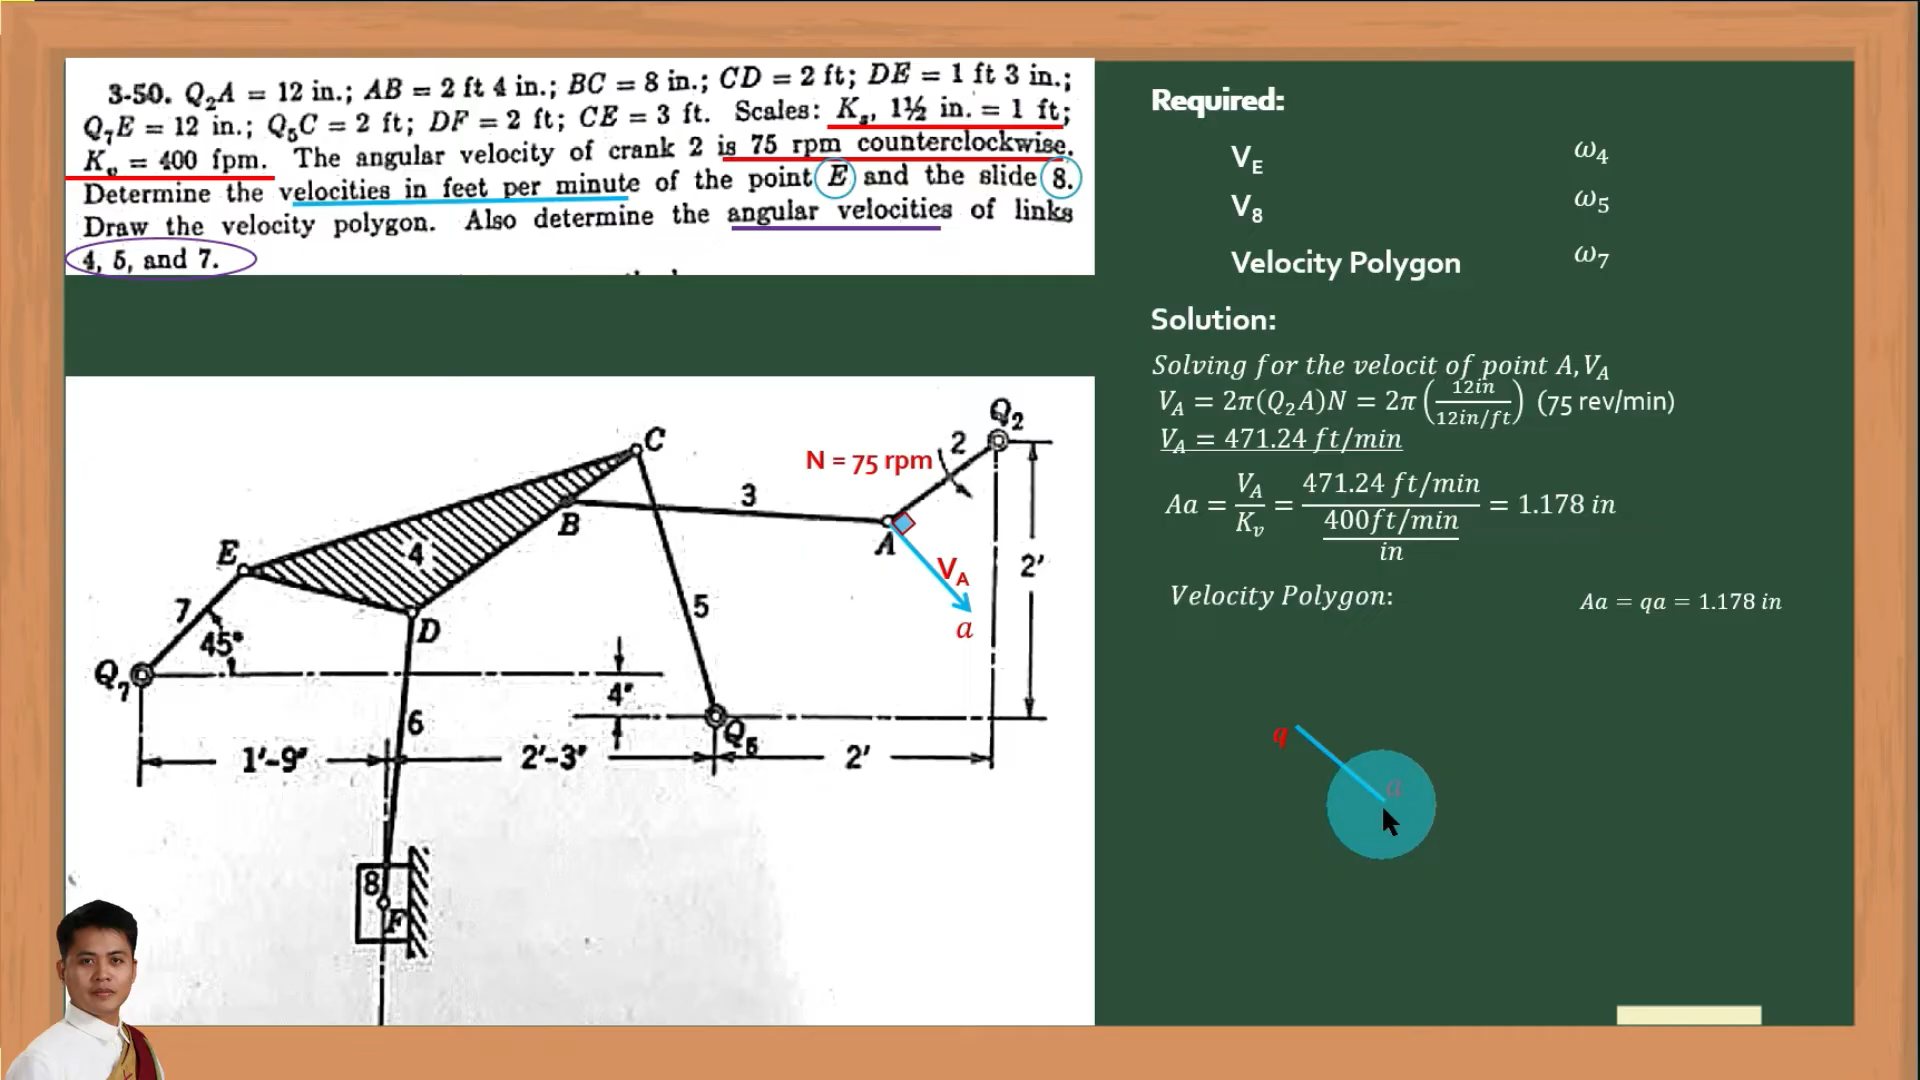 3-50. Q₂A = 12 in.; AB = 2 ft 4 in.; BC = 8 in.; CD = 2 ft; DE = 1 ft 3 in.;
Q₇E = 12 in.; Q₅C = 2 ft; DF = 2 ft; CE = 3 ft. Scales: Kₛ, 1½ in. = 1 ft;
Kᵥ = 400 fpm. The angular velocity of crank 2 is 75 rpm counterclockwise.
Determine the velocities in feet per minute of the point E and the slide 8.
Draw the velocity polygon. Also determine the angular velocities of links
4, 5, and 7.
Required:
V_E ω₄
V₈ ω₅
Velocity Polygon ω₇
Solution:
Solving for the velocit of point A, V_A
V_A = 2π(Q₂A)N = 2π (12in / 12in/ft) (75 rev/min)
V_A = 471.24 ft/min
Aa = V_A / Kᵥ = 471.24 ft/min / (400ft/min / in) = 1.178 in
Velocity Polygon: Aa = qa = 1.178 in
q
a
Q₂
C
2
N = 75 rpm
3
B
A
E
4
V_A
2'
7
5
a
45°
D
Q₇
4"
6
Q₅
1'-9"
2'-3"
2'
8
F